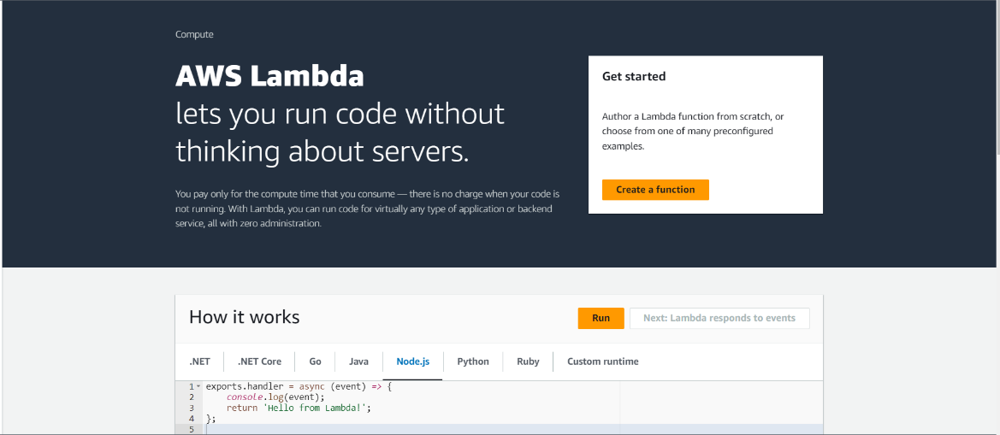 Compute
AWS Lambda
lets you run code without
thinking about servers.
You pay only for the compute time that you consume — there is no charge when your code is
not running. With Lambda, you can run code for virtually any type of application or backend
service, all with zero administration.
Get started
Author a Lambda function from scratch, or
choose from one of many preconfigured
examples.
Create a function
How it works
Run
Next: Lambda responds to events
.NET
.NET Core
Go
Java
Node.js
Python
Ruby
Custom runtime
1 exports.handler = async (event) => {
2     console.log(event);
3     return 'Hello from Lambda!';
4 };
5